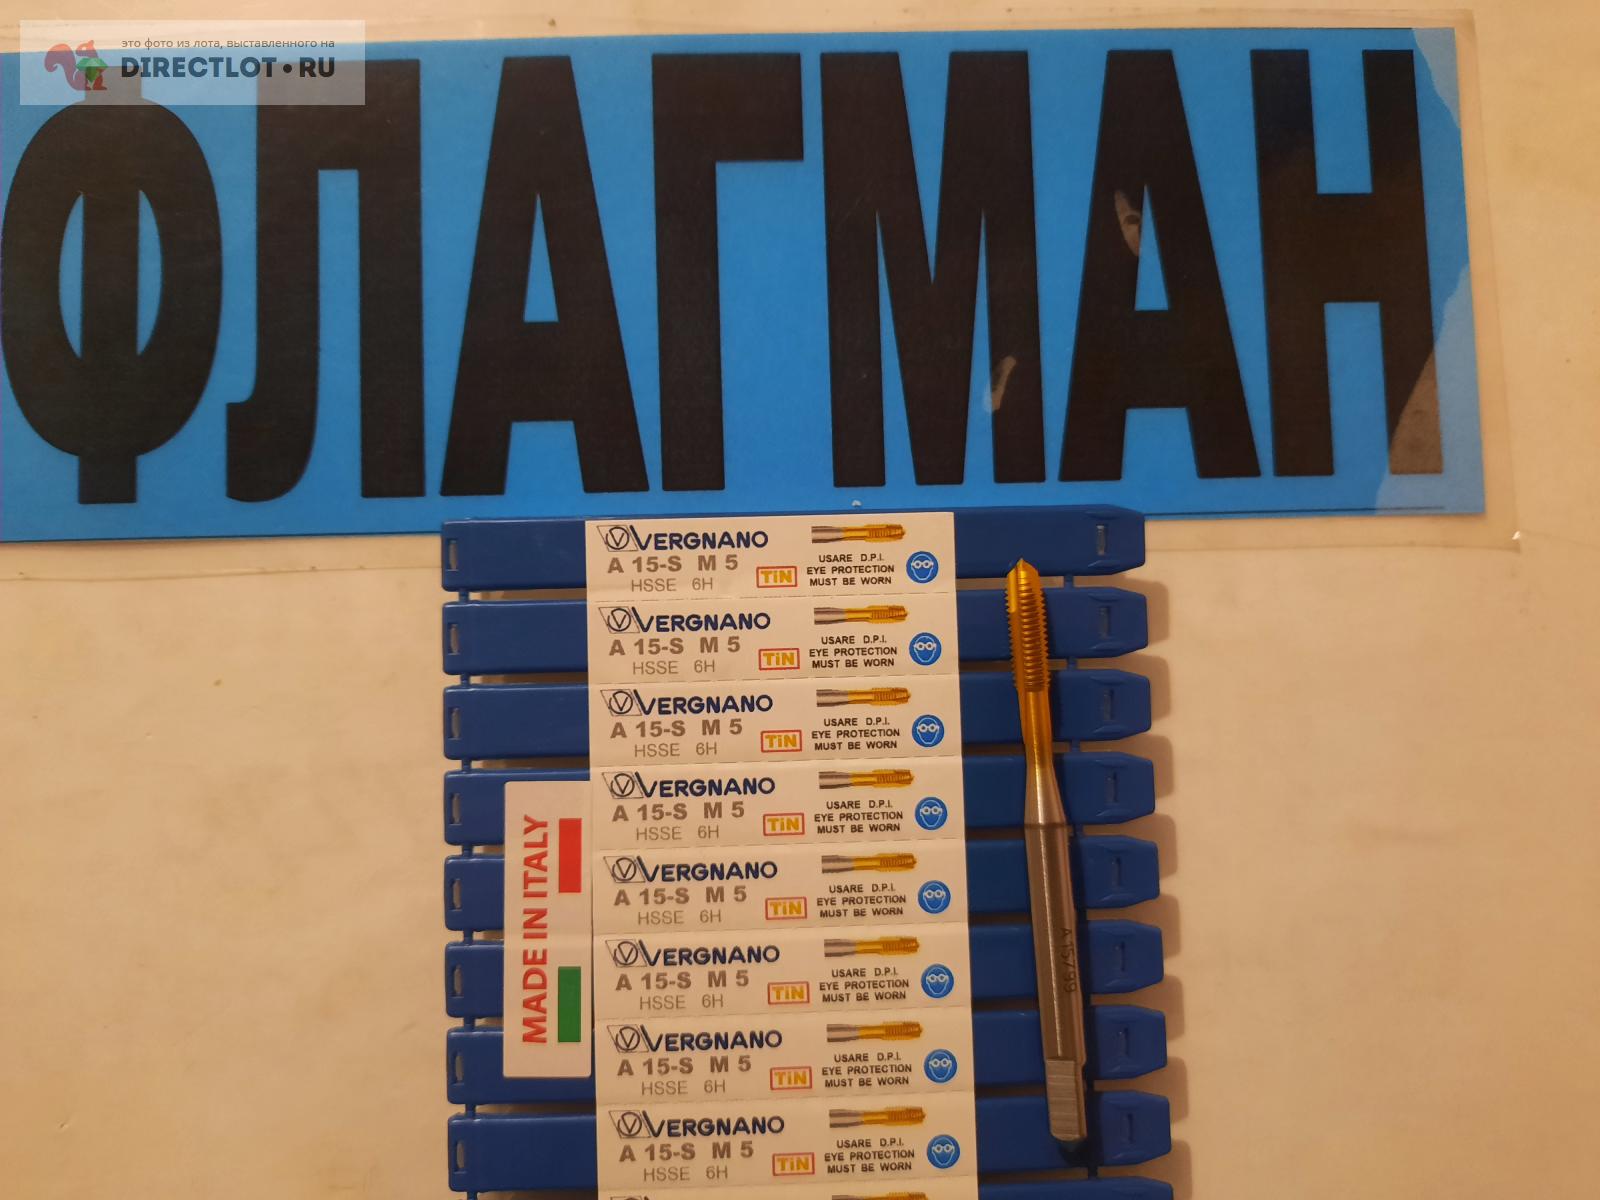 это фото из лота, выставленного на
DIRECTLOT.RU
ФЛАГМАН
VERGNANO
A 15-S M 5
HSSE 6H
TiN
USARE D.P.I.
EYE PROTECTION
MUST BE WORN
VERGNANO
A 15-S M 5
HSSE 6H
TiN
USARE D.P.I.
EYE PROTECTION
MUST BE WORN
VERGNANO
A 15-S M 5
HSSE 6H
TiN
USARE D.P.I.
EYE PROTECTION
MUST BE WORN
VERGNANO
A 15-S M 5
HSSE 6H
TiN
USARE D.P.I.
EYE PROTECTION
MUST BE WORN
VERGNANO
A 15-S M 5
HSSE 6H
TiN
USARE D.P.I.
EYE PROTECTION
MUST BE WORN
VERGNANO
A 15-S M 5
HSSE 6H
TiN
USARE D.P.I.
EYE PROTECTION
MUST BE WORN
VERGNANO
A 15-S M 5
HSSE 6H
TiN
USARE D.P.I.
EYE PROTECTION
MUST BE WORN
VERGNANO
A 15-S M 5
HSSE 6H
TiN
USARE D.P.I.
EYE PROTECTION
MUST BE WORN
VERGNANO
MADE IN ITALY
A 15/99